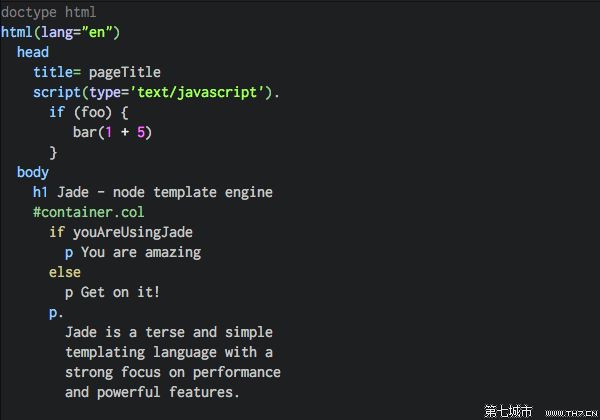 doctype html
html(lang="en")
  head
    title= pageTitle
    script(type='text/javascript').
      if (foo) {
         bar(1 + 5)
      }
  body
    h1 Jade - node template engine
    #container.col
      if youAreUsingJade
        p You are amazing
      else
        p Get on it!
      p.
        Jade is a terse and simple
        templating language with a
        strong focus on performance
        and powerful features.
第七城市 www.TH7.CN